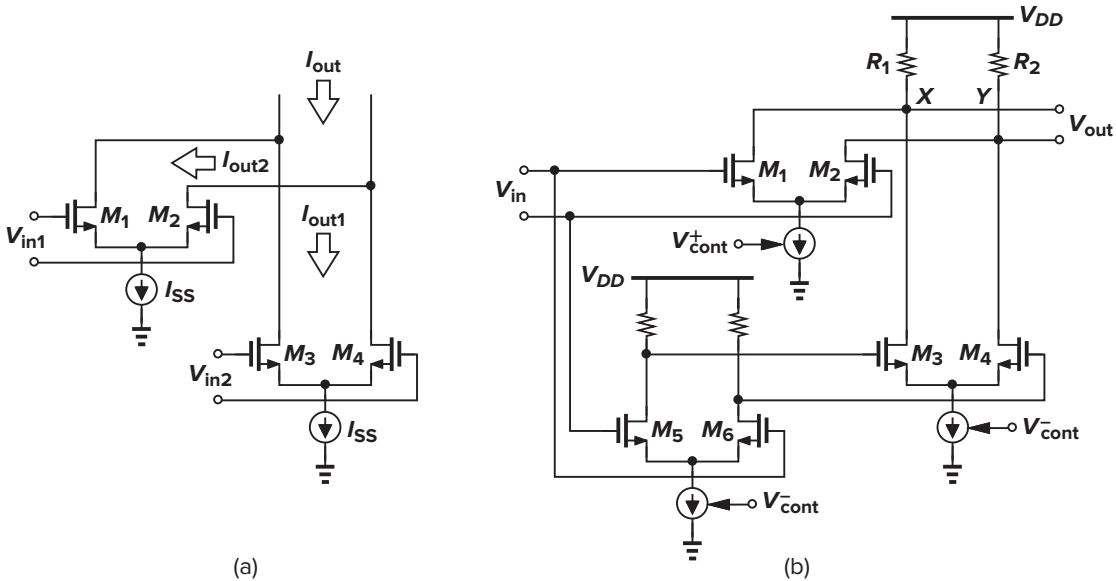 I_out
I_out2
M_1
M_2
I_out1
V_in1
I_SS
M_3
M_4
V_in2
I_SS
(a)
V_DD
R_1
R_2
X
Y
V_out
M_1
M_2
V_in
V_cont^+
V_DD
M_3
M_4
M_5
M_6
V_cont^-
V_cont^-
(b)